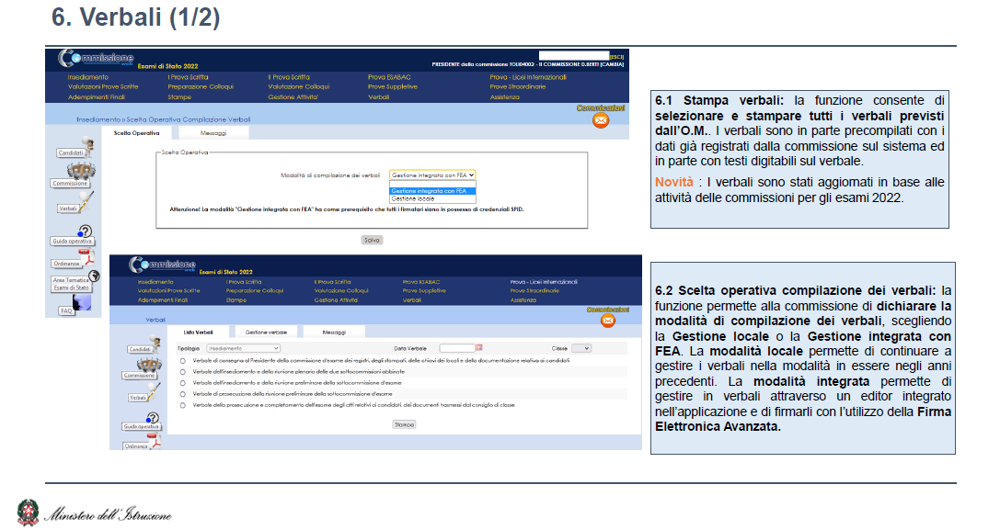 6. Verbali (1/2)
Commissione
web
Esami di Stato 2022
[ESCI]
PRESIDENTE della commissione TOLI04002 - II COMMISSIONE D.BERTI [CAMBIA]
Insediamento I Prova Scritta II Prova Scritta Prova ESABAC Prova - Licei Internazionali
Valutazioni Prove Scritte Preparazione Colloqui Valutazione Colloqui Prove Suppletive Prove Straordinarie
Adempimenti Finali Stampe Gestione Attivita' Verbali Assistenza
Comunicazioni
Insediamento » Scelta Operativa Compilazione Verbali
Scelta Operativa Messaggi
Candidati
Commissione
Verbali
Guida operativa
Ordinanza
Area Tematica
Esami di Stato
FAQ
Scelta Operativa
Modalità di compilazione dei verbali Gestione integrata con FEA
Gestione integrata con FEA
Gestione locale
Attenzione! La modalità "Gestione integrata con FEA" ha come prerequisito che tutti i firmatari siano in possesso di credenziali SPID.
Salva
Commissione
web
Esami di Stato 2022
Insediamento I Prova Scritta II Prova Scritta Prova ESABAC Prova - Licei Internazionali
Valutazioni Prove Scritte Preparazione Colloqui Valutazione Colloqui Prove Suppletive Prove Straordinarie
Adempimenti Finali Stampe Gestione Attivita' Verbali Assistenza
Comunicazioni
Verbali
Lista Verbali Gestione verbale Messaggi
Candidati
Commissione
Verbali
Guida operativa
Ordinanza
Tipologia Insediamento Data Verbale Classe
Verbale di consegna al Presidente della commissione d'esame dei registri, degli stampati, delle chiavi dei locali e della documentazione relativa ai candidati
Verbale dell'insediamento e della riunione plenaria delle due sottocommissioni abbinate
Verbale dell'insediamento e della riunione preliminare della sottocommissione d'esame
Verbale di prosecuzione della riunione preliminare della sottocommissione d'esame
Verbale della prosecuzione e completamento dell'esame degli atti relativi ai candidati, dei documenti trasmessi dal consiglio di classe
Stampa
6.1 Stampa verbali: la funzione consente di
selezionare e stampare tutti i verbali previsti
dall'O.M.. I verbali sono in parte precompilati con i
dati già registrati dalla commissione sul sistema ed
in parte con testi digitabili sul verbale.
Novità : I verbali sono stati aggiornati in base alle
attività delle commissioni per gli esami 2022.
6.2 Scelta operativa compilazione dei verbali: la
funzione permette alla commissione di dichiarare la
modalità di compilazione dei verbali, scegliendo
la Gestione locale o la Gestione integrata con
FEA. La modalità locale permette di continuare a
gestire i verbali nella modalità in essere negli anni
precedenti. La modalità integrata permette di
gestire in verbali attraverso un editor integrato
nell'applicazione e di firmarli con l'utilizzo della Firma
Elettronica Avanzata.
Ministero dell'Istruzione